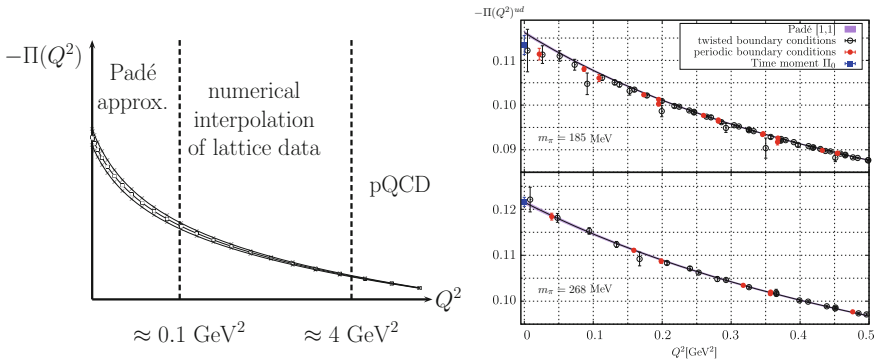 −Π(Q²)
Padé
approx.
numerical
interpolation
of lattice data
pQCD
Q²
≈ 0.1 GeV²
≈ 4 GeV²
−Π(Q²)ᵘᵈ
Padé [1,1]
twisted boundary conditions
periodic boundary conditions
Time moment Π₀
0.11
0.10
0.09
mπ = 185 MeV
0.12
0.11
0.10
mπ = 268 MeV
0 0.1 0.2 0.3 0.4 0.5
Q²[GeV²]